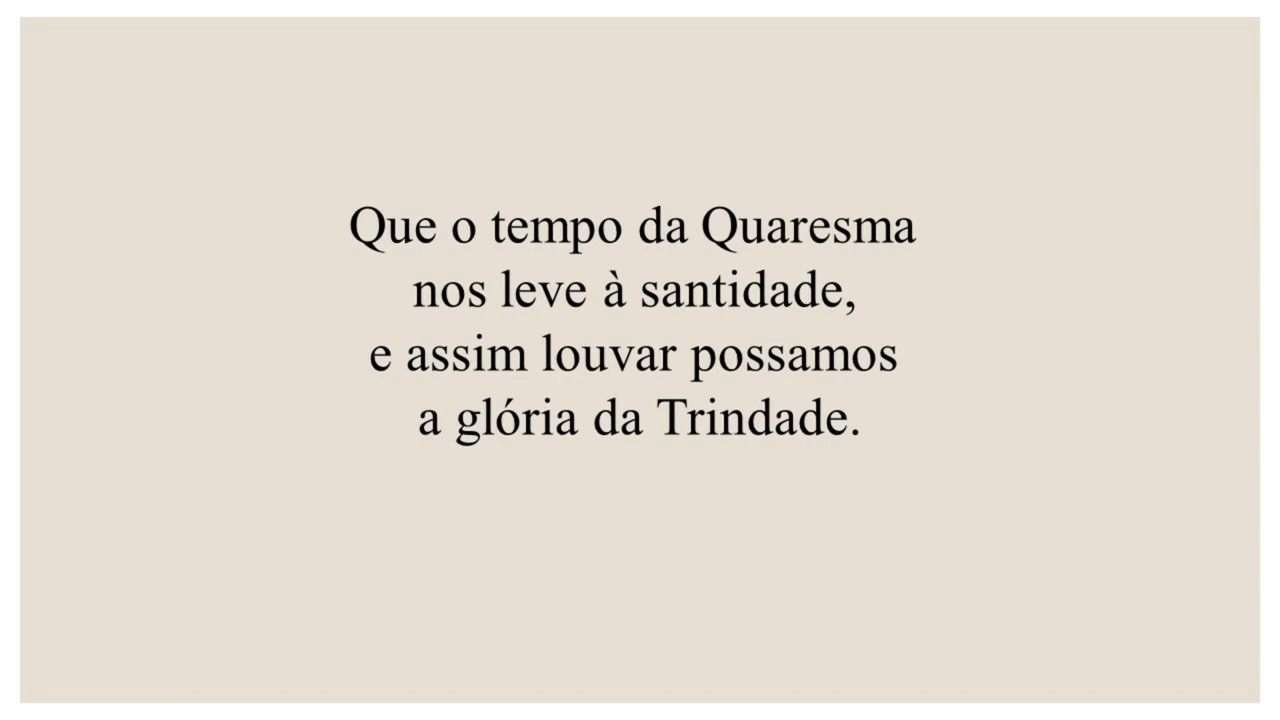 Que o tempo da Quaresma
nos leve à santidade,
e assim louvar possamos
a glória da Trindade.